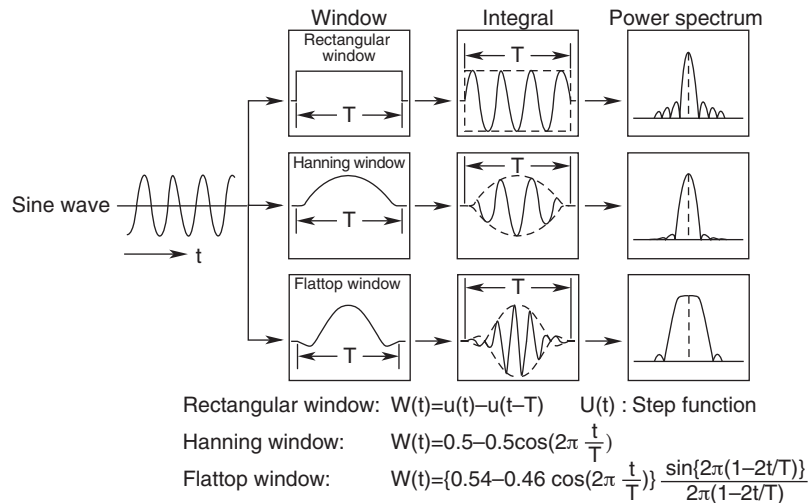 Window Integral Power spectrum
Rectangular window
T
T
Hanning window
T
T
Sine wave
t
Flattop window
T
T
Rectangular window: W(t)=u(t)–u(t–T) U(t) : Step function
Hanning window: W(t)=0.5–0.5cos(2π t/T)
Flattop window: W(t)={0.54–0.46 cos(2π t/T)} sin{2π(1–2t/T)}/2π(1–2t/T)